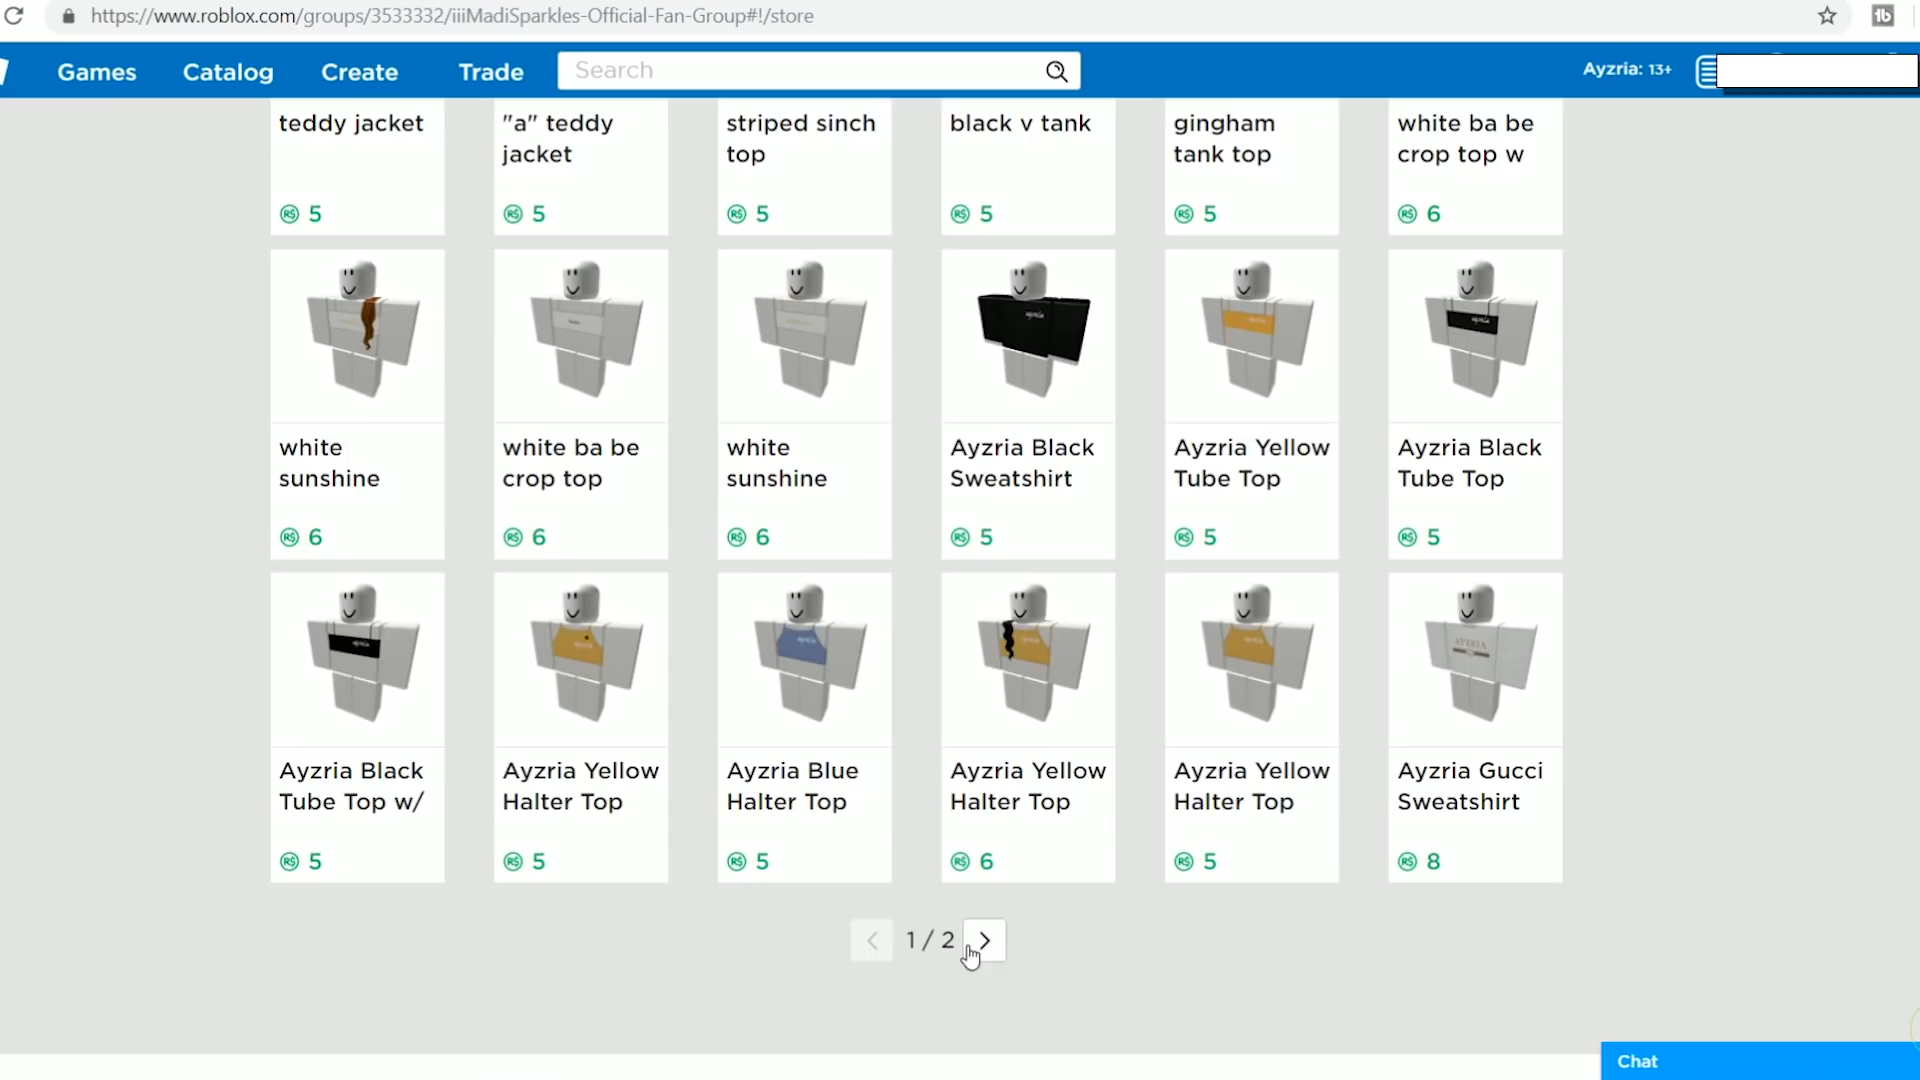 https://www.roblox.com/groups/3533332/iiiMadiSparkles-Official-Fan-Group#!/store
Games Catalog Create Trade Search Ayzria: 13+
teddy jacket
"a" teddy
jacket
striped sinch
top
black v tank
gingham
tank top
white ba be
crop top w
R$ 5
R$ 5
R$ 5
R$ 5
R$ 5
R$ 6
white
sunshine
white ba be
crop top
white
sunshine
Ayzria Black
Sweatshirt
Ayzria Yellow
Tube Top
Ayzria Black
Tube Top
R$ 6
R$ 6
R$ 6
R$ 5
R$ 5
R$ 5
AYZRIA
Ayzria Black
Tube Top w/
Ayzria Yellow
Halter Top
Ayzria Blue
Halter Top
Ayzria Yellow
Halter Top
Ayzria Yellow
Halter Top
Ayzria Gucci
Sweatshirt
R$ 5
R$ 5
R$ 5
R$ 6
R$ 5
R$ 8
< 1 / 2 >
Chat